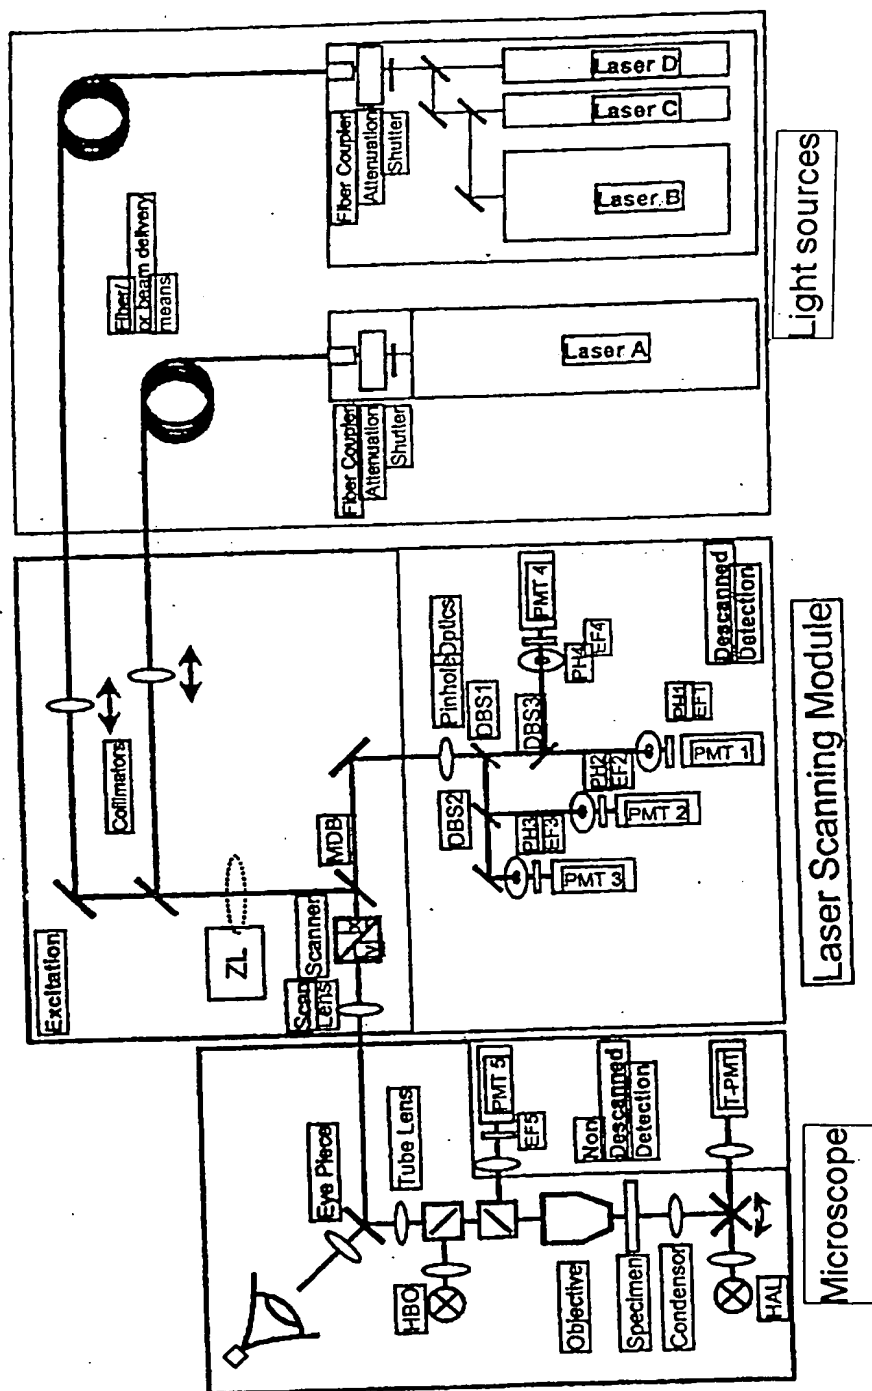 Microscope
Laser Scanning Module
Light sources
Eye Piece
Tube Lens
HBO
PMT 5
EF5
Non
Descanned
Detection
Objective
Specimen
Condensor
HAL
T-PMT
Excitation
ZL
Scan
Lens
Scanner
y
x
MDB
Collimators
Pinhole Optics
DBS1
DBS2
DBS3
PMT 4
PH4
EF4
PH1
EF1
PMT 1
PH2
EF2
PMT 2
PH3
EF3
PMT 3
Descanned
Detection
Fiber/
or beam delivery
means
Fiber Coupler
Attenuation
Shutter
Laser A
Fiber Coupler
Attenuation
Shutter
Laser B
Laser C
Laser D